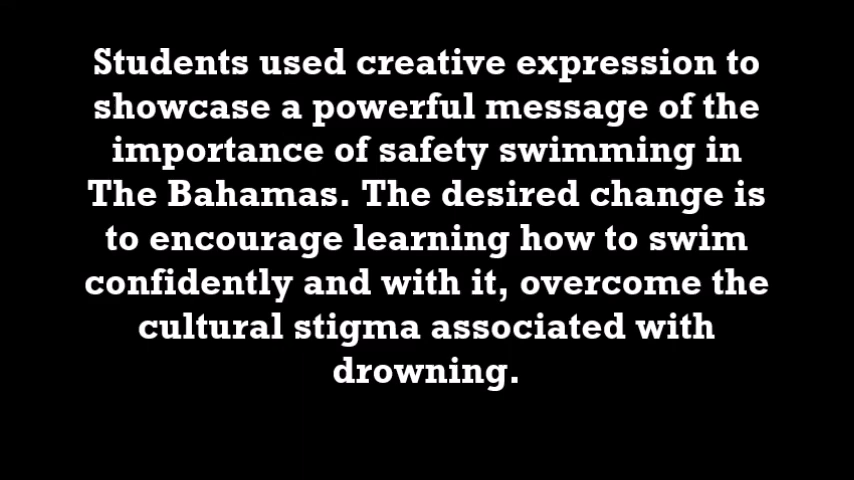 Students used creative expression to
showcase a powerful message of the
importance of safety swimming in
The Bahamas. The desired change is
to encourage learning how to swim
confidently and with it, overcome the
cultural stigma associated with
drowning.